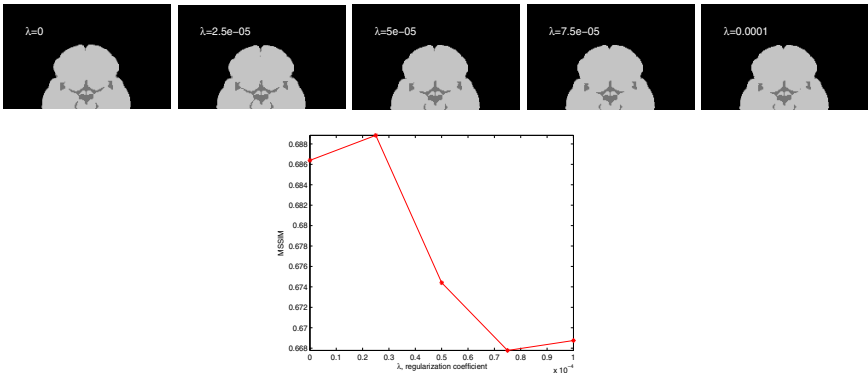 λ=0
λ=2.5e−05
λ=5e−05
λ=7.5e−05
λ=0.0001
0.688
0.686
0.684
0.682
0.68
0.678
0.676
0.674
0.672
0.67
0.668
MSSIM
0 0.1 0.2 0.3 0.4 0.5 0.6 0.7 0.8 0.9 1
λ, regularization coefficient
x 10⁻⁴